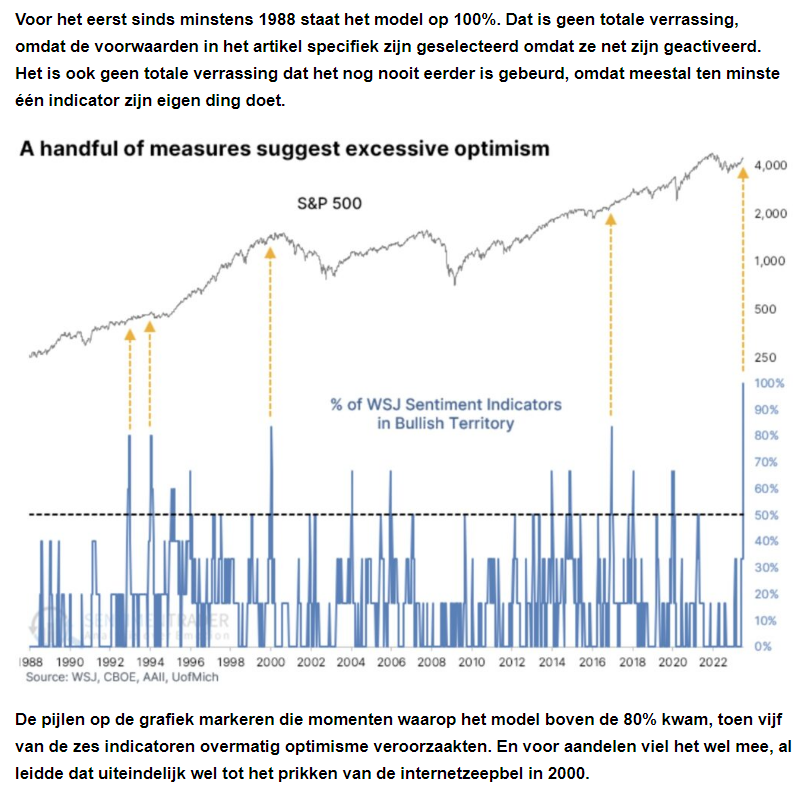 Voor het eerst sinds minstens 1988 staat het model op 100%. Dat is geen totale verrassing,
omdat de voorwaarden in het artikel specifiek zijn geselecteerd omdat ze net zijn geactiveerd.
Het is ook geen totale verrassing dat het nog nooit eerder is gebeurd, omdat meestal ten minste
één indicator zijn eigen ding doet.
A handful of measures suggest excessive optimism
S&P 500
4,000
2,000
1,000
500
250
% of WSJ Sentiment Indicators
in Bullish Territory
100%
90%
80%
70%
60%
50%
40%
30%
20%
10%
0%
1988 1990 1992 1994 1996 1998 2000 2002 2004 2006 2008 2010 2012 2014 2016 2018 2020 2022
Source: WSJ, CBOE, AAII, UofMich
De pijlen op de grafiek markeren die momenten waarop het model boven de 80% kwam, toen vijf
van de zes indicatoren overmatig optimisme veroorzaakten. En voor aandelen viel het wel mee, al
leidde dat uiteindelijk wel tot het prikken van de internetzeepbel in 2000.